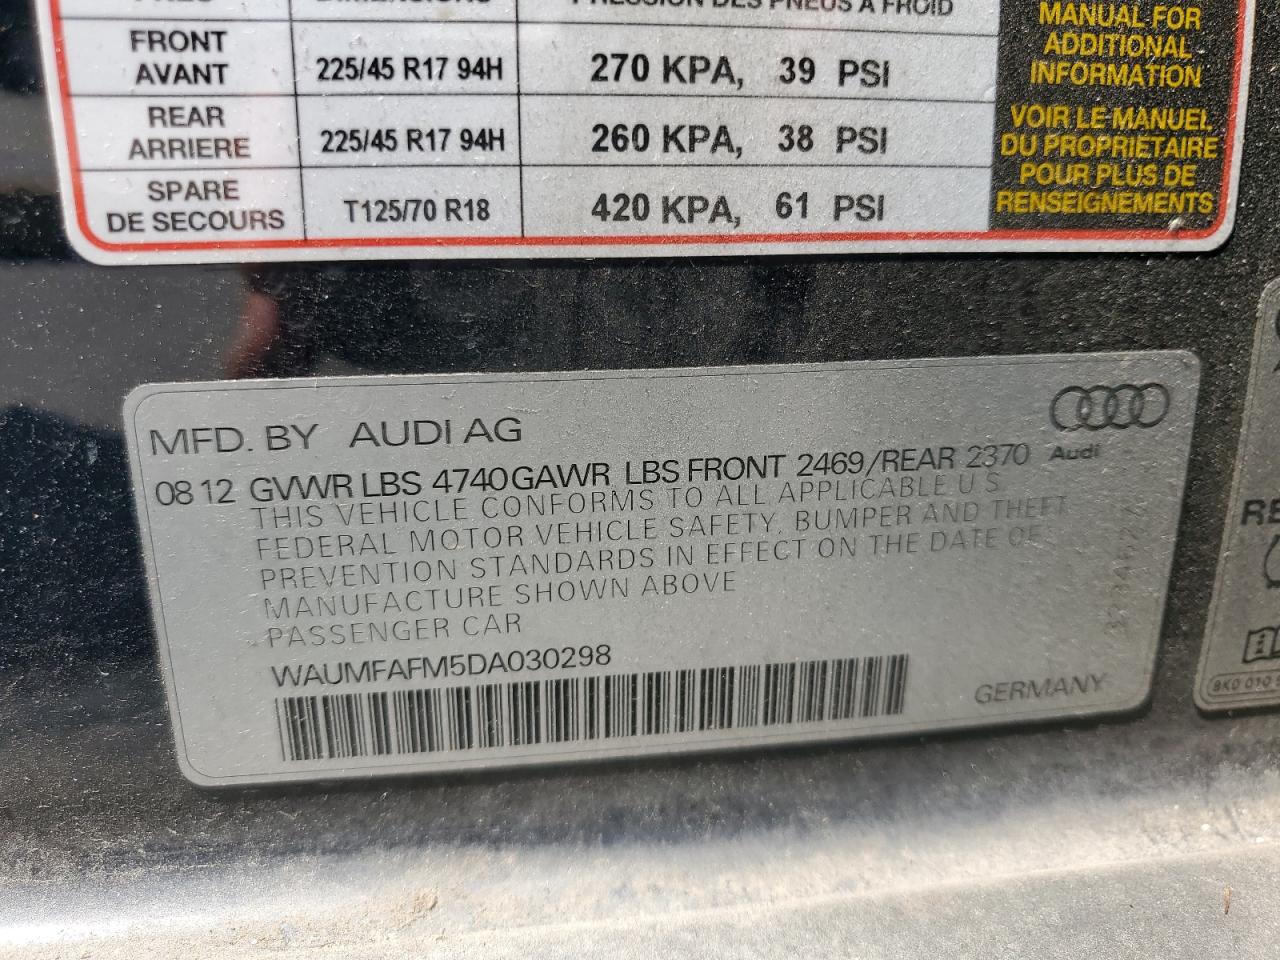 DIMENSIONS PRESSION DES PNEUS À FROID
FRONT
AVANT 225/45 R17 94H 270 KPA, 39 PSI
REAR
ARRIERE 225/45 R17 94H 260 KPA, 38 PSI
SPARE
DE SECOURS T125/70 R18 420 KPA, 61 PSI
MANUAL FOR
ADDITIONAL
INFORMATION
VOIR LE MANUEL
DU PROPRIETAIRE
POUR PLUS DE
RENSEIGNEMENTS
MFD. BY AUDI AG
Audi
08 12 GVWR LBS 4740 GAWR LBS FRONT 2469/REAR 2370
THIS VEHICLE CONFORMS TO ALL APPLICABLE U S
FEDERAL MOTOR VEHICLE SAFETY, BUMPER AND THEFT
PREVENTION STANDARDS IN EFFECT ON THE DATE OF
MANUFACTURE SHOWN ABOVE
PASSENGER CAR
WAUMFAFM5DA030298
GERMANY
8K0 010